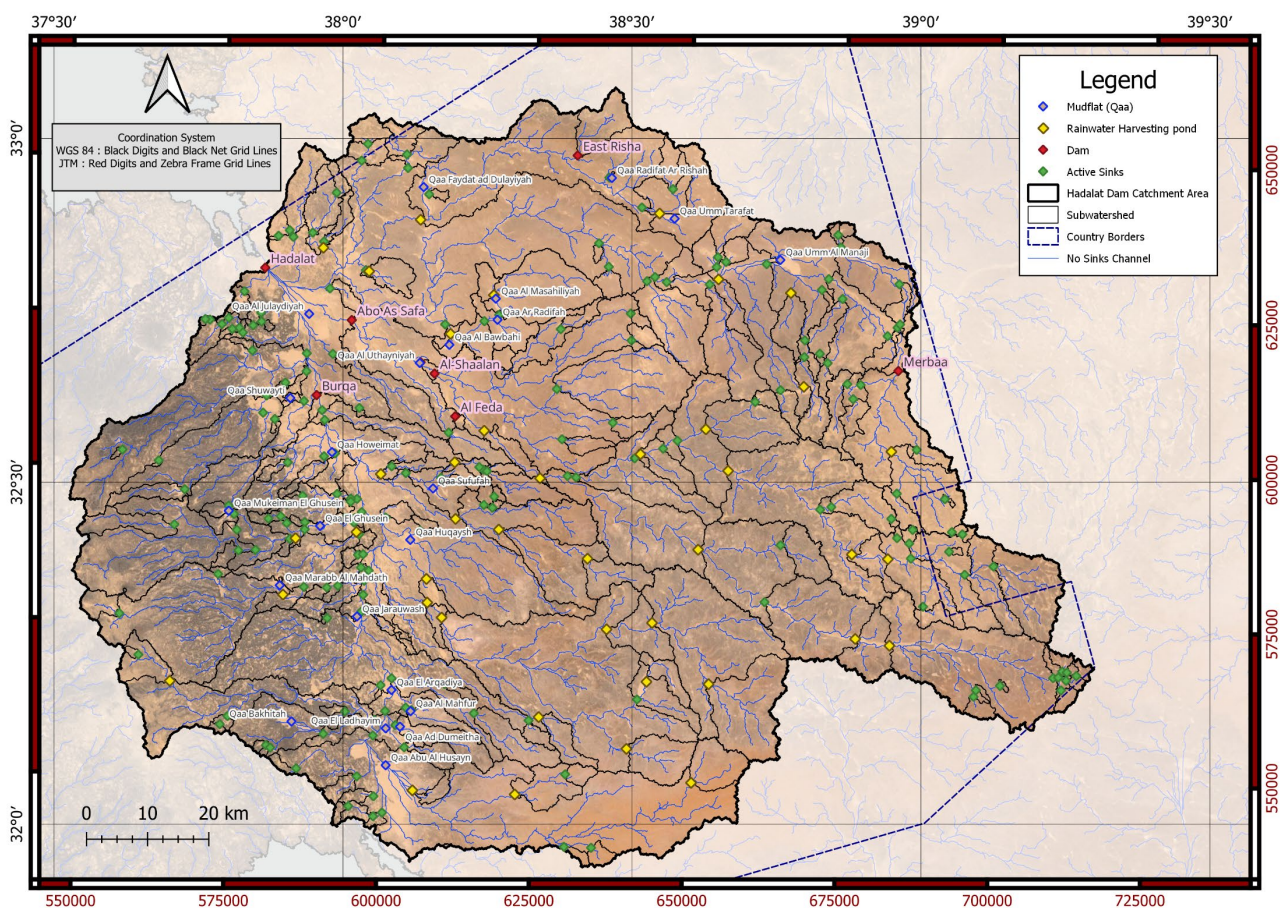 37°30' 38°0' 38°30' 39°0' 39°30'
33°0'
32°30'
32°0'
650000
625000
600000
575000
550000
550000 575000 600000 625000 650000 675000 700000 725000
Coordination System
WGS 84 : Black Digits and Black Net Grid Lines
JTM : Red Digits and Zebra Frame Grid Lines
Legend
Mudflat (Qaa)
Rainwater Harvesting pond
Dam
Active Sinks
Hadalat Dam Catchment Area
Subwatershed
Country Borders
No Sinks Channel
East Risha
Qaa Radifat Ar Rishah
Qaa Faydat ad Dulayiyah
Qaa Umm Tarafat
Qaa Umm Al Manaji
Hadalat
Qaa Al Masahiliyah
Qaa Al Julaydiyah
Abo As Safa
Qaa Ar Radifah
Qaa Al Bawbahi
Qaa Al Uthayniyah
Al-Shaalan
Merbaa
Qaa Shuwayti
Burqa
Al Feda
Qaa Howeimat
Qaa Sufufah
Qaa Mukeiman El Ghusein
Qaa El Ghusein
Qaa Huqaysh
Qaa Marabb Al Mahdath
Qaa Jarauwash
Qaa El Arqadiya
Qaa Al Mahfur
Qaa Bakhitah
Qaa El Ladhayim
Qaa Ad Dumeitha
Qaa Abu Al Husayn
0 10 20 km